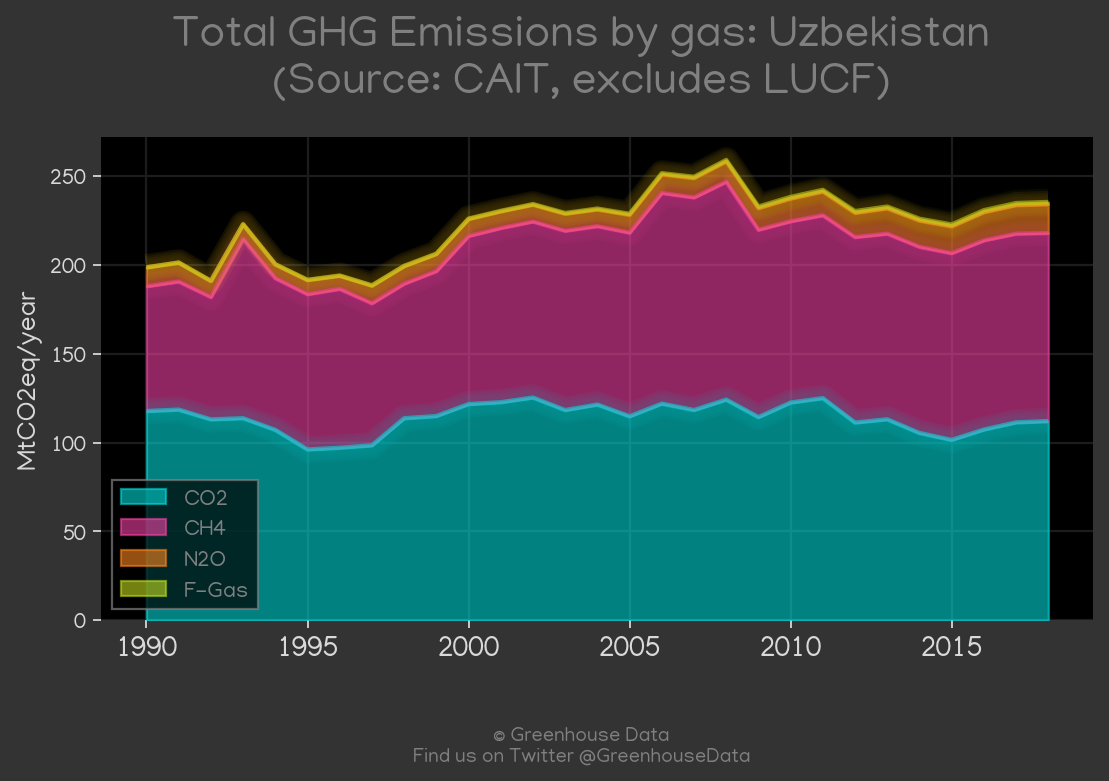 Total GHG Emissions by gas: Uzbekistan
(Source: CAIT, excludes LUCF)
250
200
150
100
50
0
MtCO2eq/year
CO2
CH4
N2O
F-Gas
1990 1995 2000 2005 2010 2015
© Greenhouse Data
Find us on Twitter @GreenhouseData